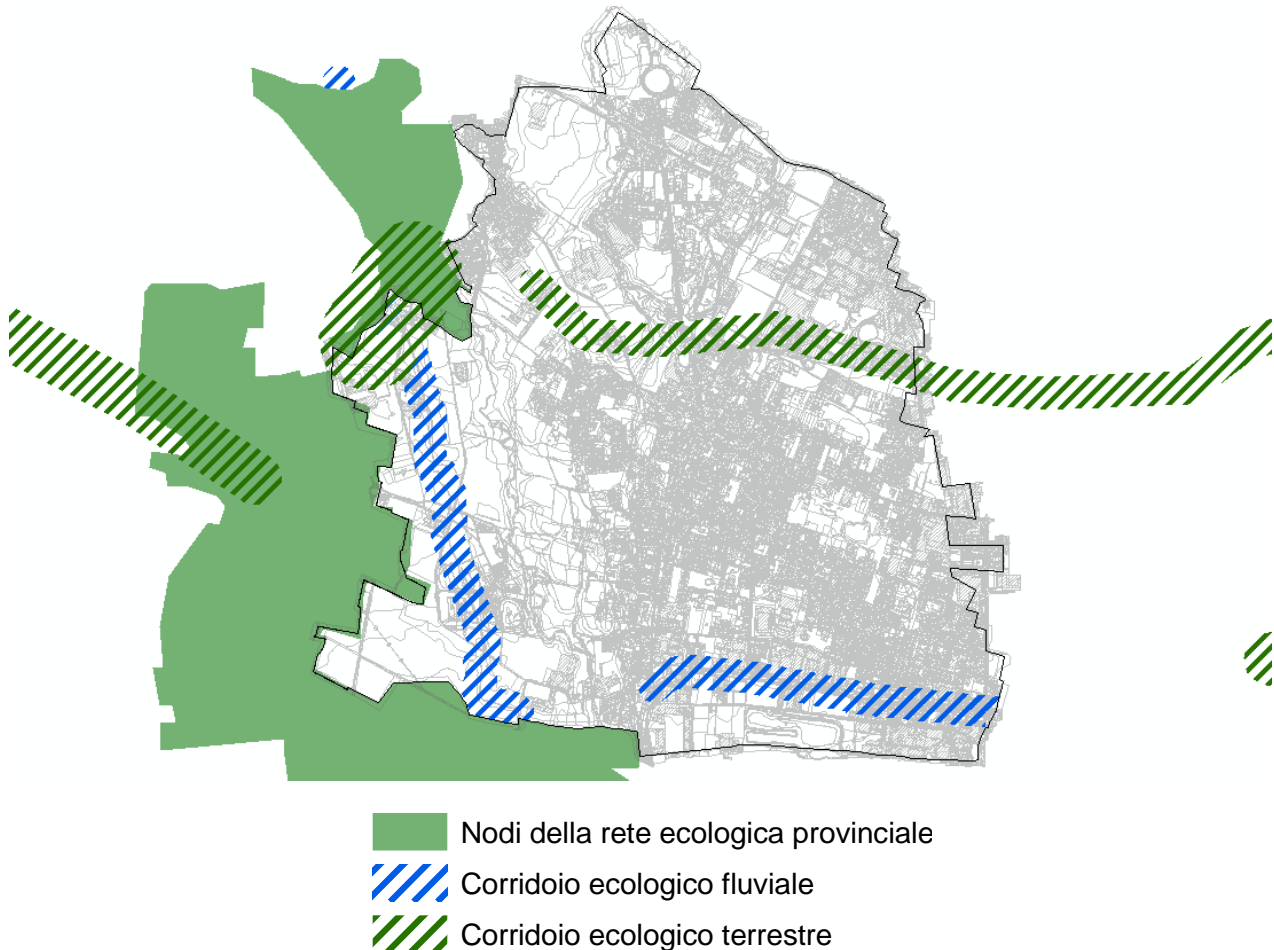 Nodi della rete ecologica provinciale
Corridoio ecologico fluviale
Corridoio ecologico terrestre